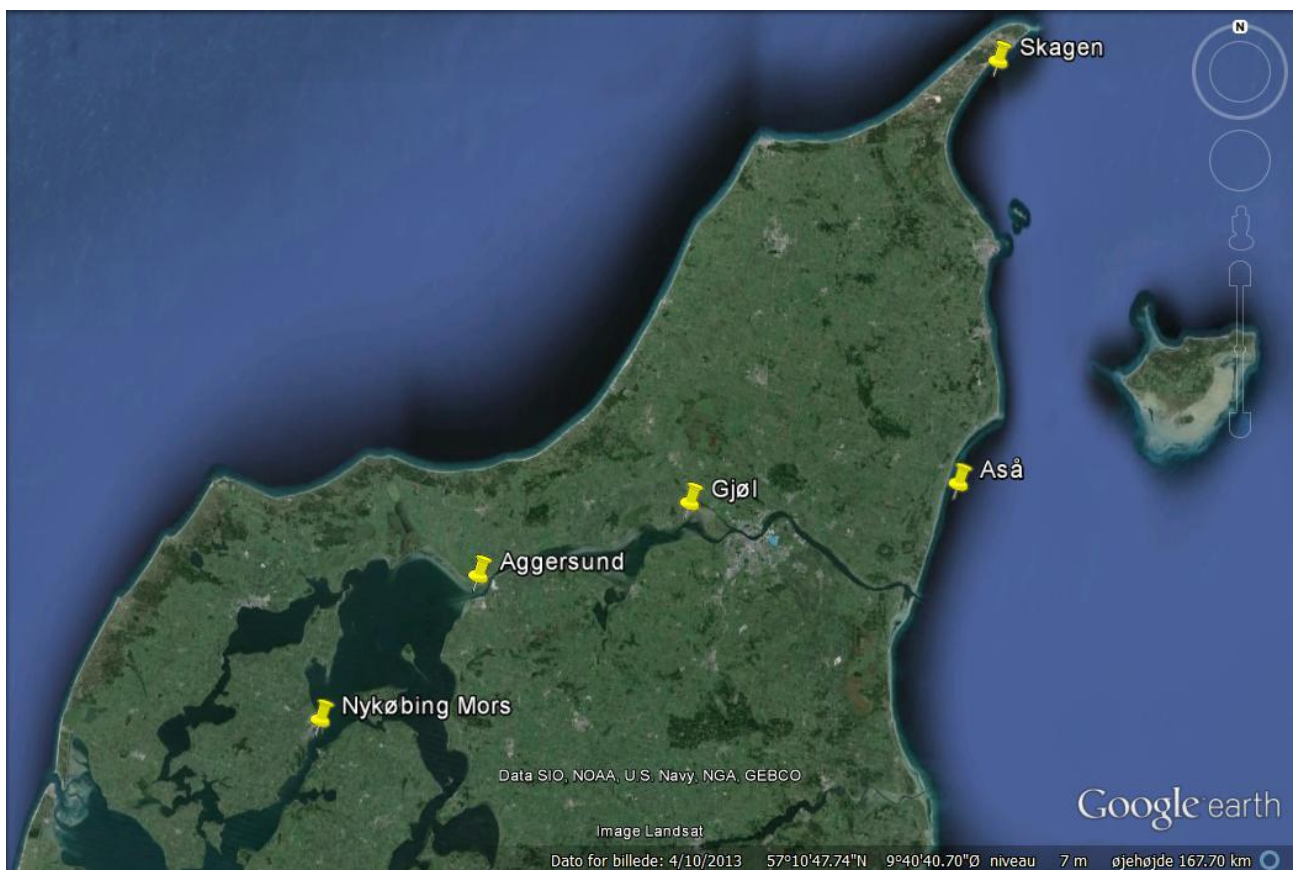 N
Skagen
Aså
Gjøl
Aggersund
Nykøbing Mors
Data SIO, NOAA, U.S. Navy, NGA, GEBCO
Image Landsat
Google earth
Dato for billede: 4/10/2013 57°10'47.74"N 9°40'40.70"Ø niveau 7 m øjehøjde 167.70 km